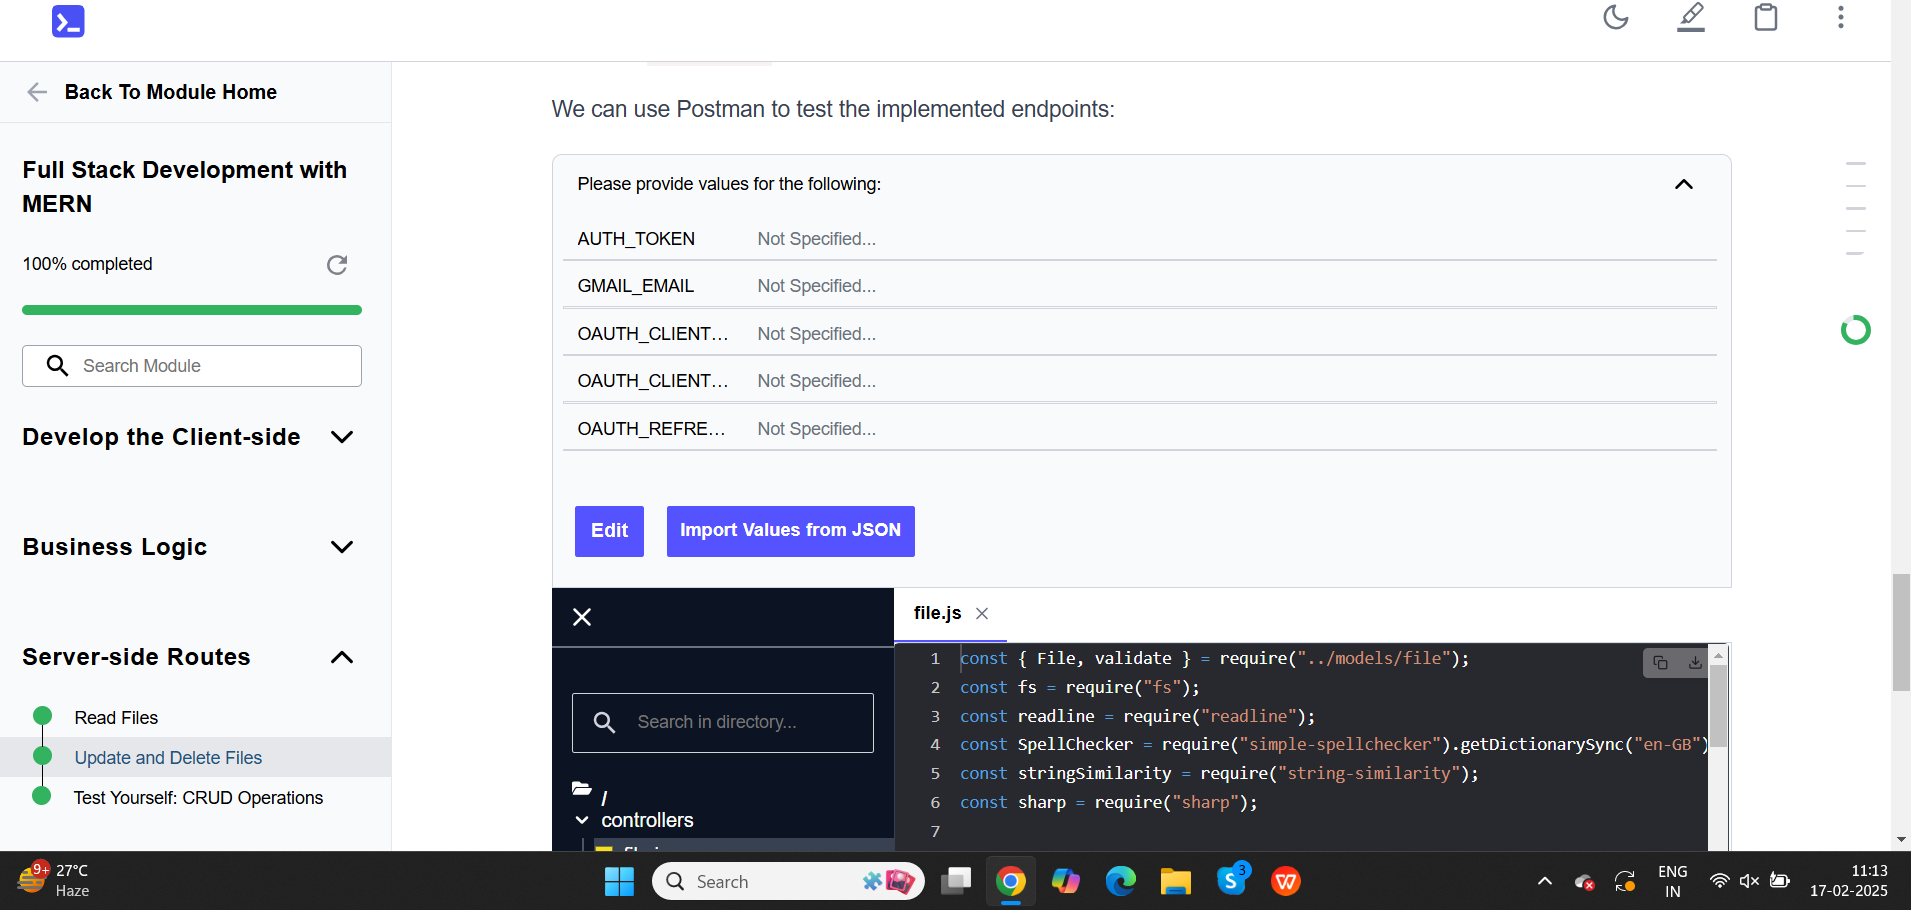 Back To Module Home
Full Stack Development with
MERN
100% completed
Search Module
Develop the Client-side
Business Logic
Server-side Routes
Read Files
Update and Delete Files
Test Yourself: CRUD Operations
We can use Postman to test the implemented endpoints:
Please provide values for the following:
AUTH_TOKEN Not Specified...
GMAIL_EMAIL Not Specified...
OAUTH_CLIENT... Not Specified...
OAUTH_CLIENT... Not Specified...
OAUTH_REFRE... Not Specified...
Edit Import Values from JSON
Search in directory...
/
controllers
file.js
1 const { File, validate } = require("../models/file");
2 const fs = require("fs");
3 const readline = require("readline");
4 const SpellChecker = require("simple-spellchecker").getDictionarySync("en-GB")
5 const stringSimilarity = require("string-similarity");
6 const sharp = require("sharp");
7
9+
27°C
Haze
Search
3
ENG
IN
11:13
17-02-2025